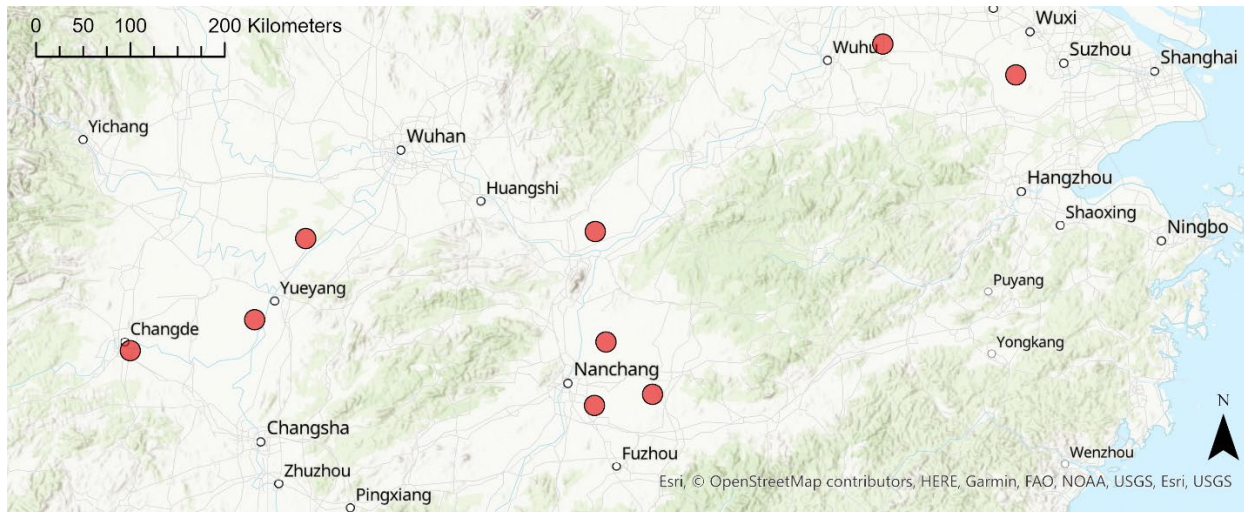 0 50 100 200 Kilometers
Wuxi
Wuhu
Suzhou
Shanghai
Yichang
Wuhan
Huangshi
Hangzhou
Shaoxing
Ningbo
Yueyang
Puyang
Changde
Yongkang
Nanchang
N
Changsha
Fuzhou
Wenzhou
Zhuzhou
Pingxiang
Esri, © OpenStreetMap contributors, HERE, Garmin, FAO, NOAA, USGS, Esri, USGS